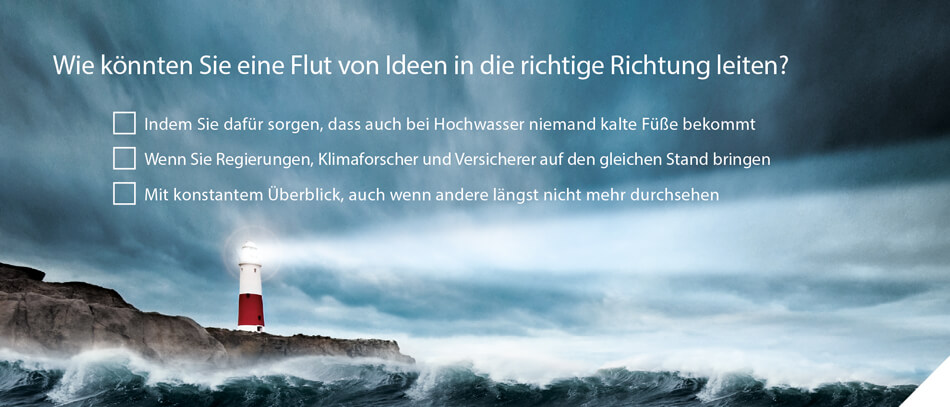 Wie könnten Sie eine Flut von Ideen in die richtige Richtung leiten?
Indem Sie dafür sorgen, dass auch bei Hochwasser niemand kalte Füße bekommt
Wenn Sie Regierungen, Klimaforscher und Versicherer auf den gleichen Stand bringen
Mit konstantem Überblick, auch wenn andere längst nicht mehr durchsehen